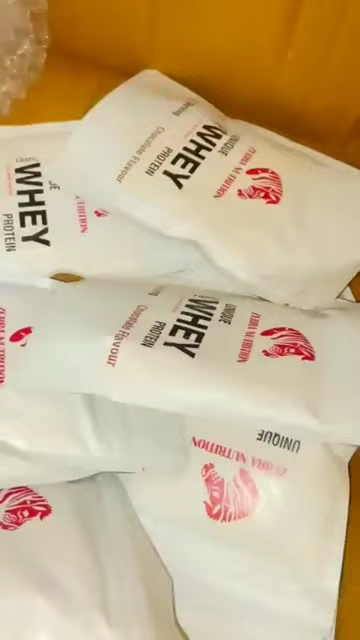 ZEBRA NUTRITION
UNIQUE
WHEY
PROTEIN
Chocolate Flavour
WHEY
PROTEIN
ZEBRA NUTRITION
UNIQUE
WHEY
PROTEIN
Chocolate Flavour
ZEBRA NUTRITION
UNIQUE